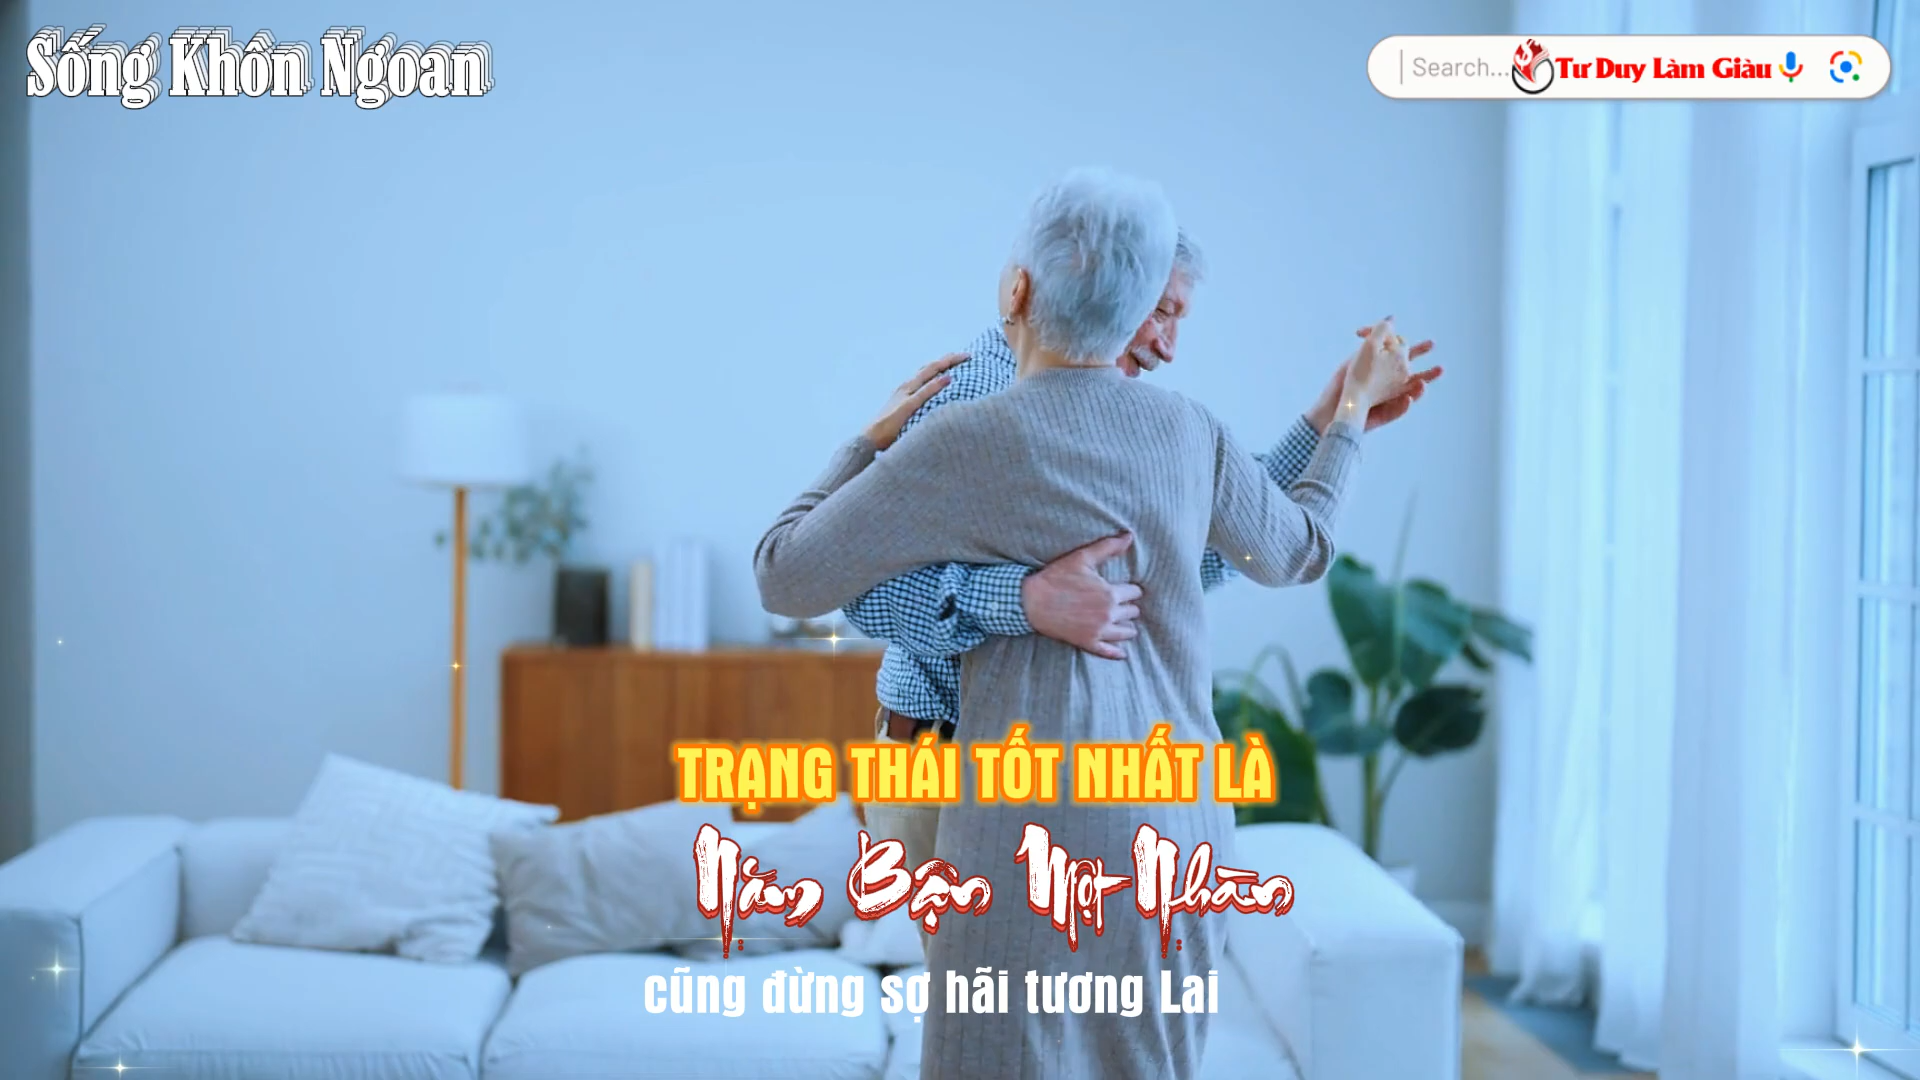 Sống Khôn Ngoan
Search... Tư Duy Làm Giàu
TRẠNG THÁI TỐT NHẤT LÀ
Năm Bận Một Nhàn
cũng đừng sợ hãi tương Lai